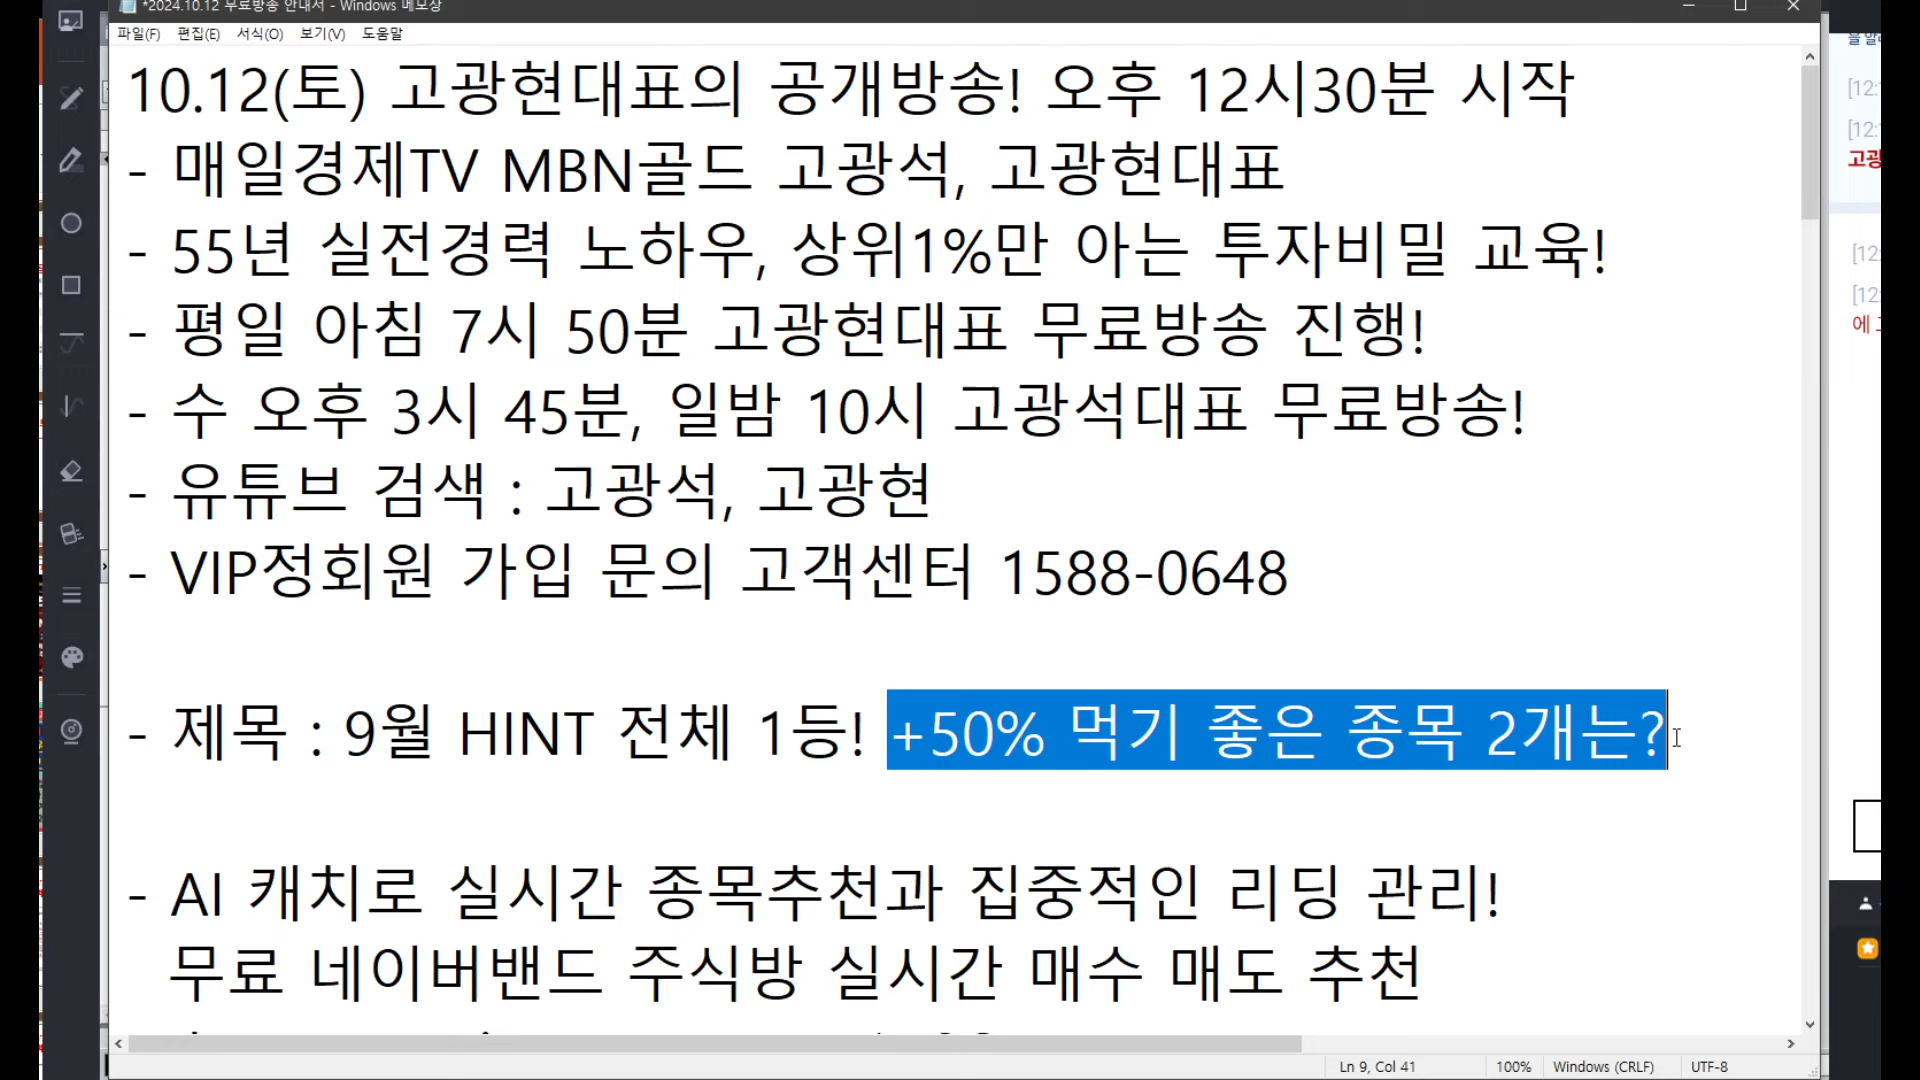 *2024.10.12 무료방송 안내서 - Windows 메모장
파일(F) 편집(E) 서식(O) 보기(V) 도움말
10.12(토) 고광현대표의 공개방송! 오후 12시30분 시작
- 매일경제TV MBN골드 고광석, 고광현대표
- 55년 실전경력 노하우, 상위1%만 아는 투자비밀 교육!
- 평일 아침 7시 50분 고광현대표 무료방송 진행!
- 수 오후 3시 45분, 일밤 10시 고광석대표 무료방송!
- 유튜브 검색 : 고광석, 고광현
- VIP정회원 가입 문의 고객센터 1588-0648
- 제목 : 9월 HINT 전체 1등! +50% 먹기 좋은 종목 2개는?
- AI 캐치로 실시간 종목추천과 집중적인 리딩 관리!
무료 네이버밴드 주식방 실시간 매수 매도 추천
Ln 9, Col 41 100% Windows (CRLF) UTF-8
[12:
[12:
고광
[12:
[12:
에